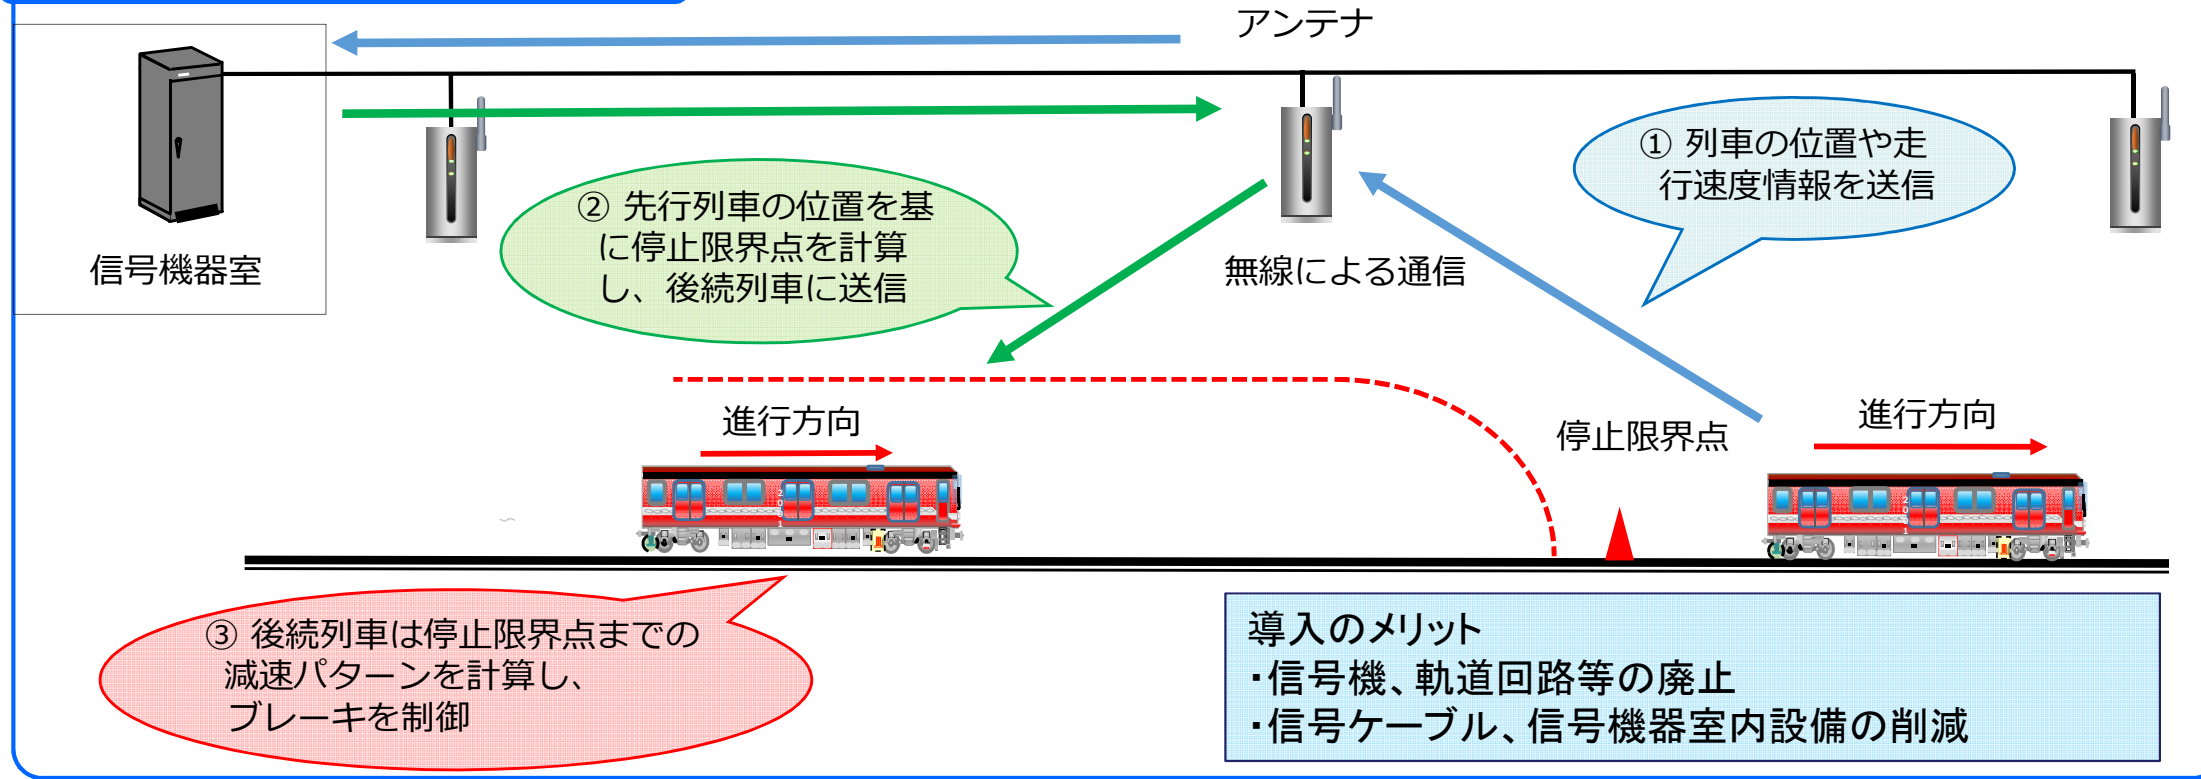 アンテナ
① 列車の位置や走
行速度情報を送信
② 先行列車の位置を基
に停止限界点を計算
し、後続列車に送信
信号機器室
無線による通信
進行方向
停止限界点
進行方向
③ 後続列車は停止限界点までの
減速パターンを計算し、
ブレーキを制御
導入のメリット
・信号機、軌道回路等の廃止
・信号ケーブル、信号機器室内設備の削減